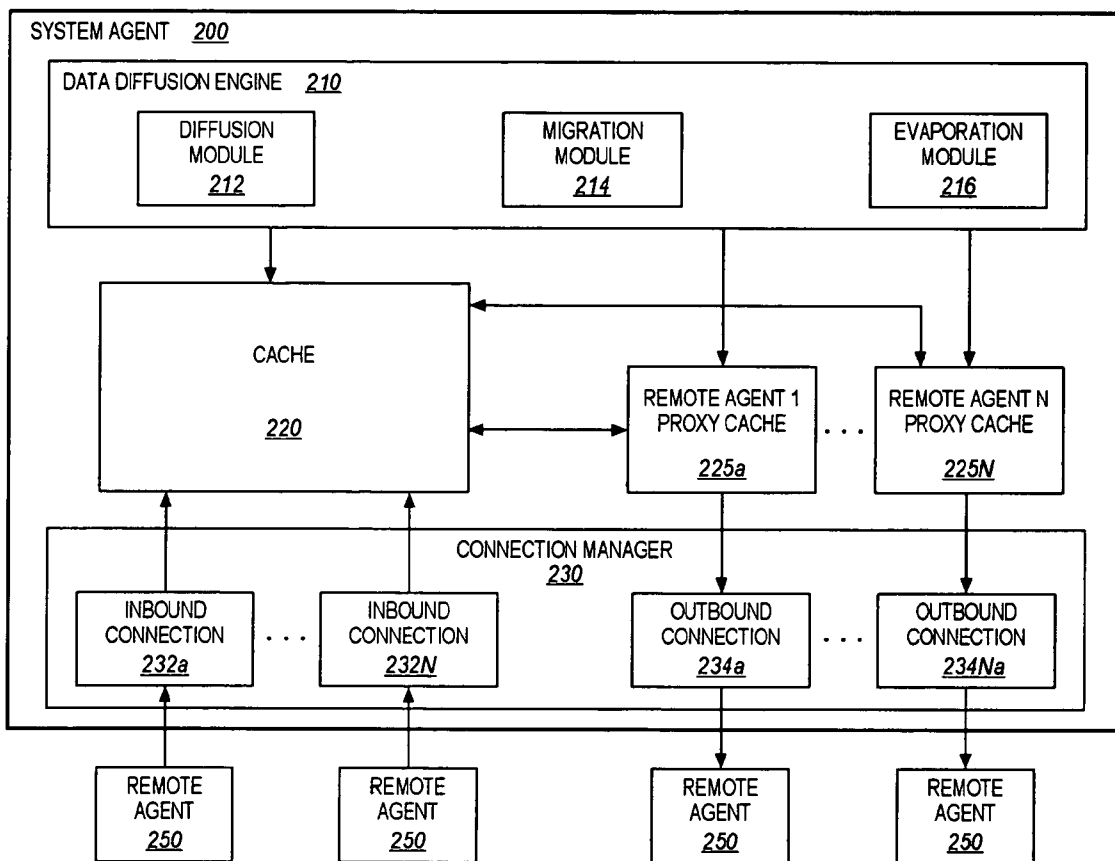 SYSTEM AGENT 200
DATA DIFFUSION ENGINE 210
DIFFUSION
MODULE
212
MIGRATION
MODULE
214
EVAPORATION
MODULE
216
CACHE
220
REMOTE AGENT 1
PROXY CACHE
225a
. . .
REMOTE AGENT N
PROXY CACHE
225N
CONNECTION MANAGER
230
INBOUND
CONNECTION
232a
. . .
INBOUND
CONNECTION
232N
OUTBOUND
CONNECTION
234a
. . .
OUTBOUND
CONNECTION
234Na
REMOTE
AGENT
250
REMOTE
AGENT
250
REMOTE
AGENT
250
REMOTE
AGENT
250